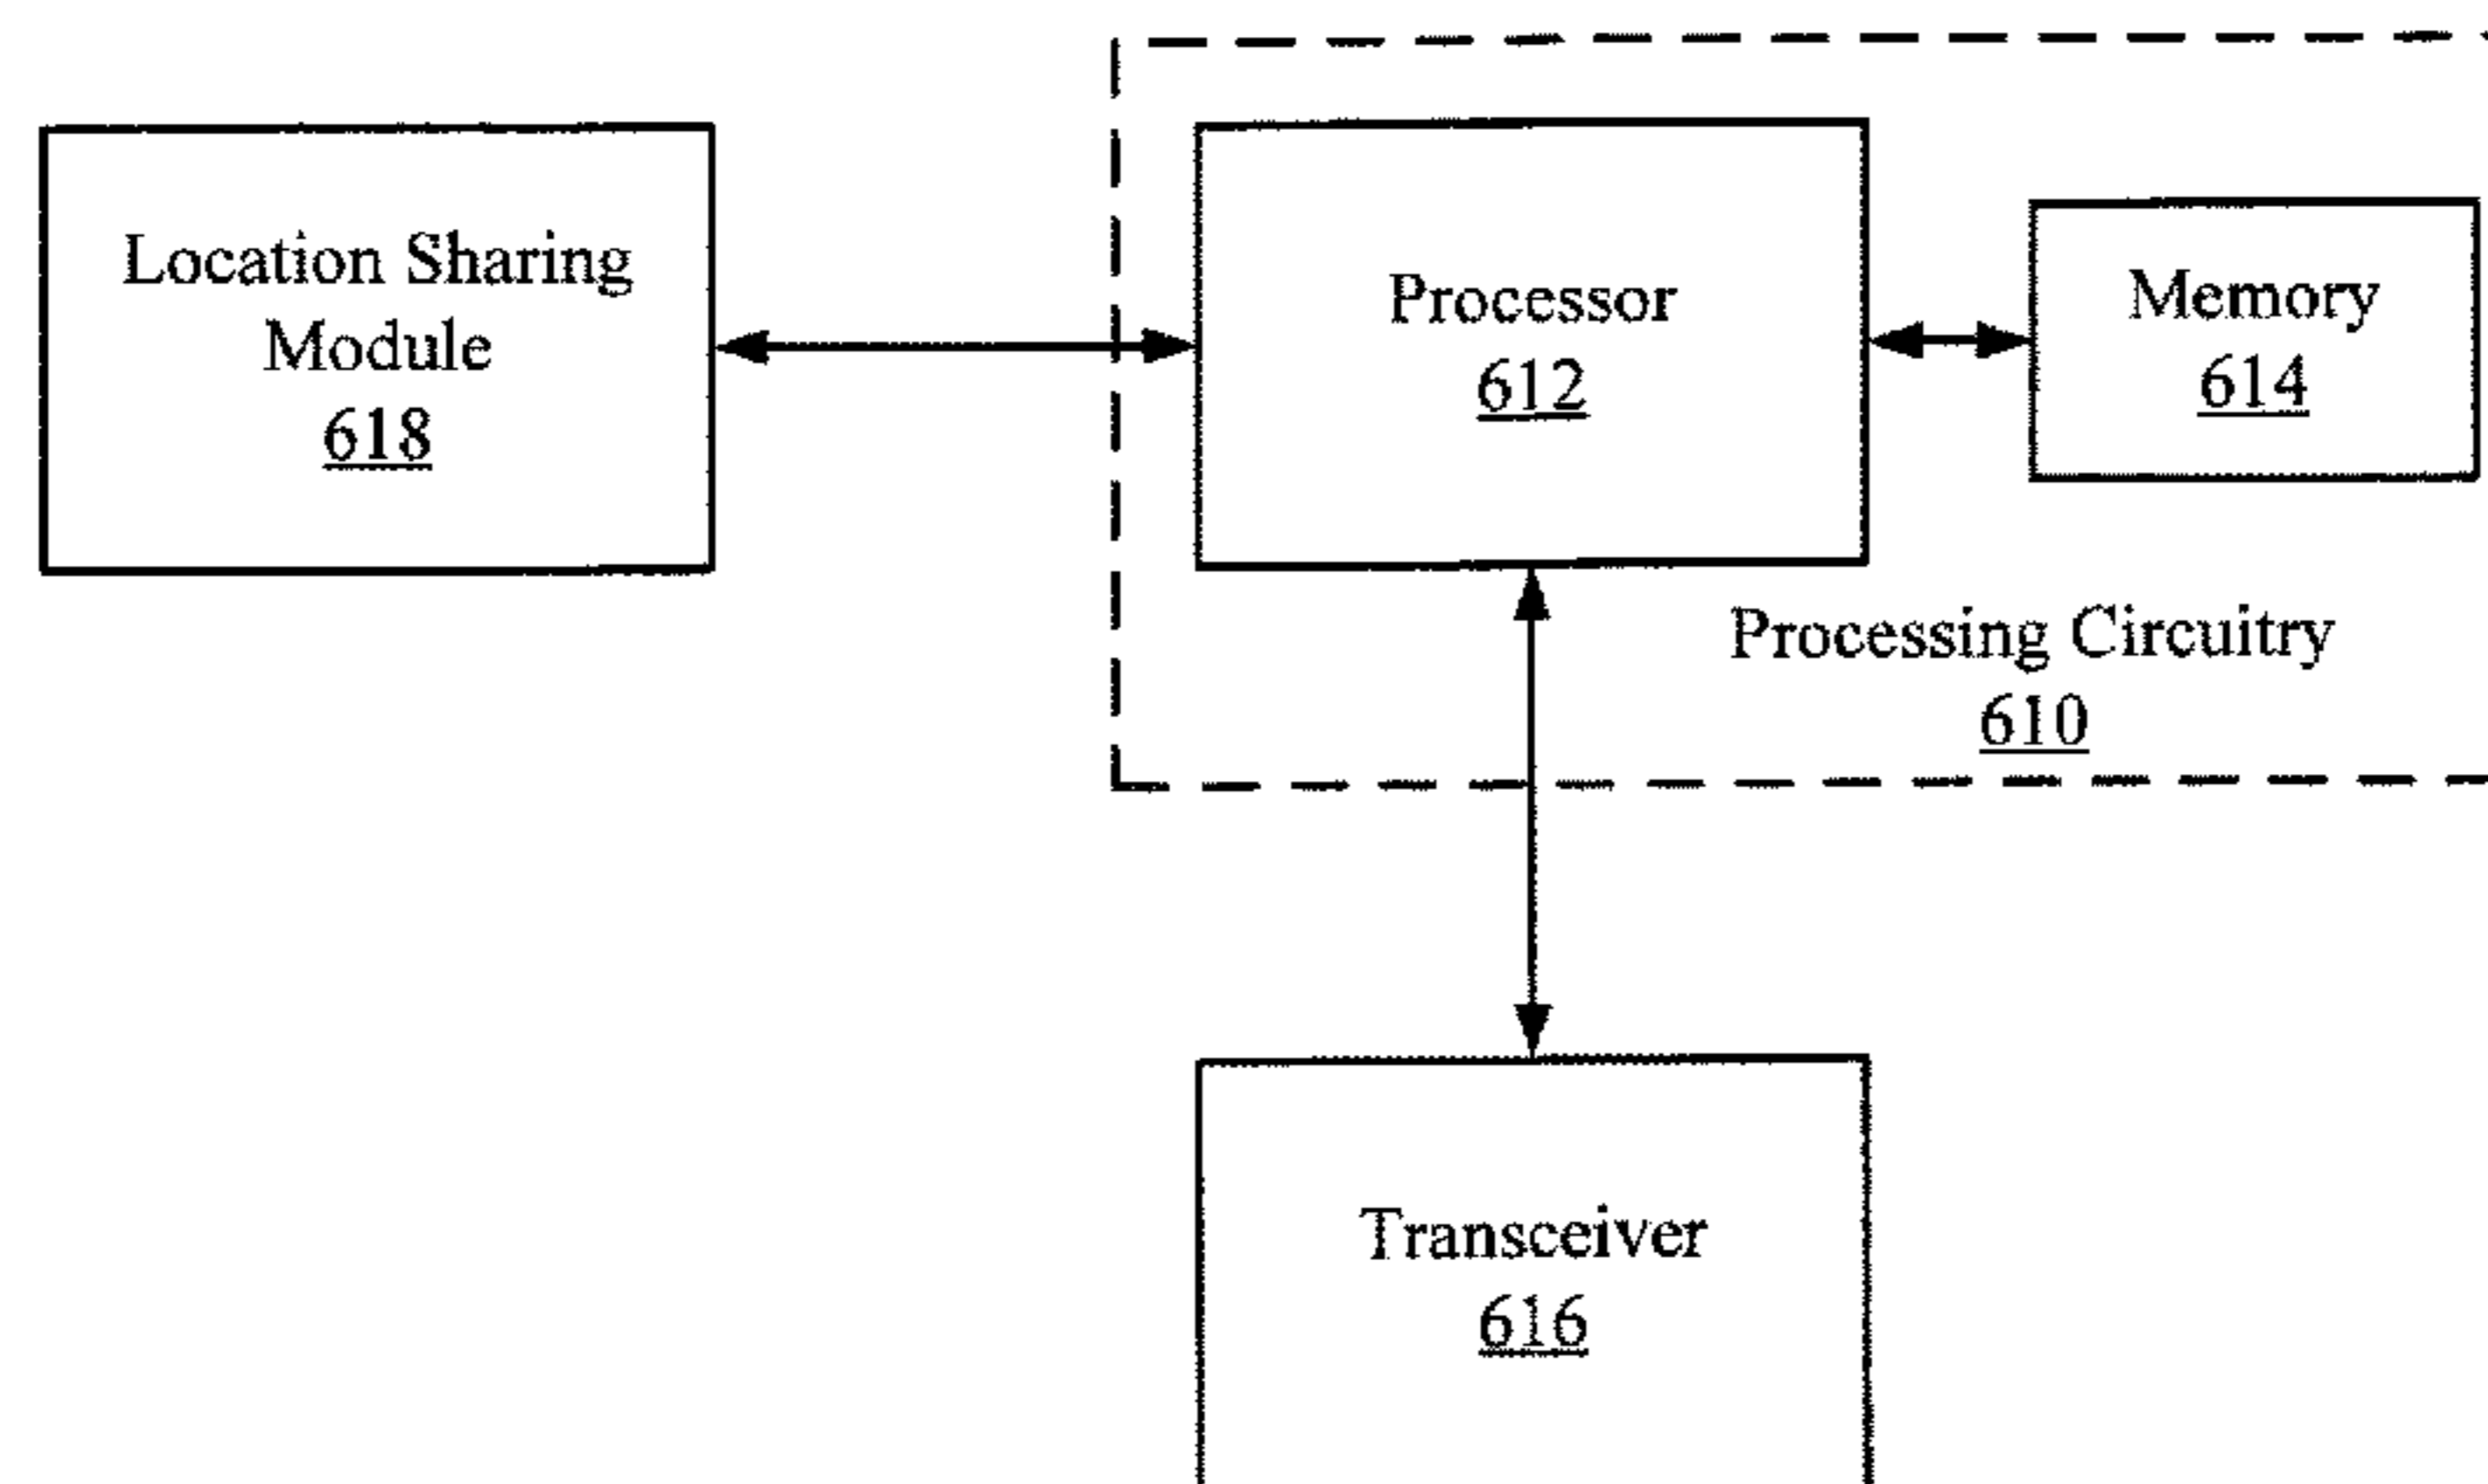 Location Sharing
Module
618
Processor
612
Memory
614
Processing Circuitry
610
Transceiver
616